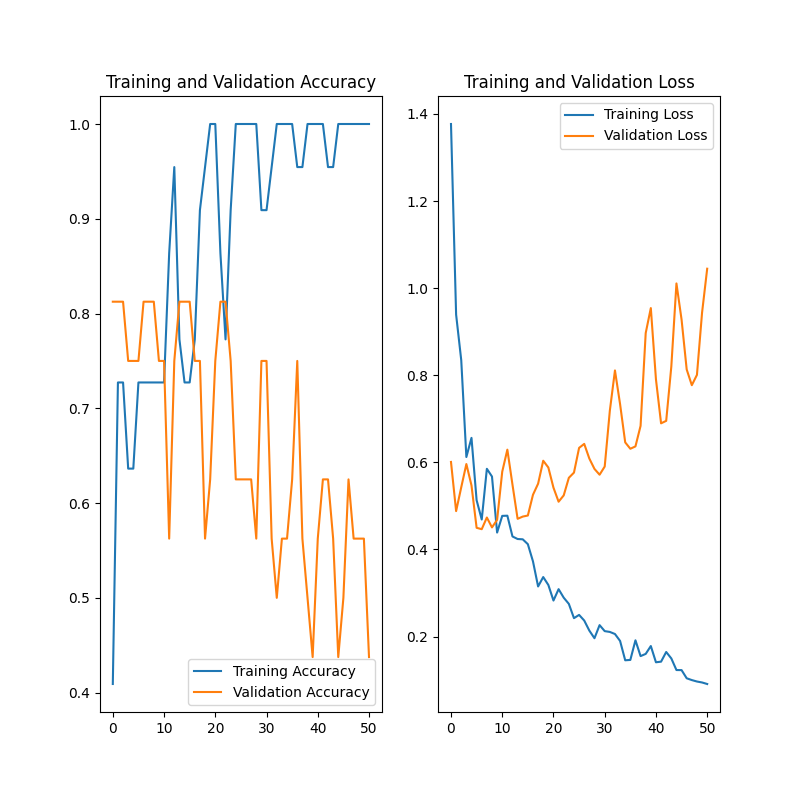 Training and Validation Accuracy
1.0
0.9
0.8
0.7
0.6
0.5
0.4
0 10 20 30 40 50
Training Accuracy
Validation Accuracy
Training and Validation Loss
1.4
1.2
1.0
0.8
0.6
0.4
0.2
0 10 20 30 40 50
Training Loss
Validation Loss